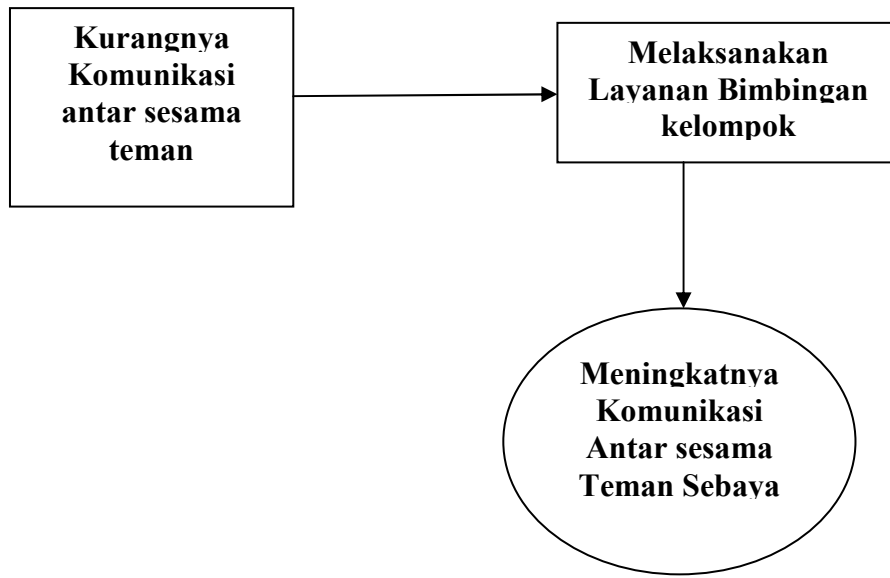 Kurangnya
Komunikasi
antar sesama
teman
Melaksanakan
Layanan Bimbingan
kelompok
Meningkatnya
Komunikasi
Antar sesama
Teman Sebaya